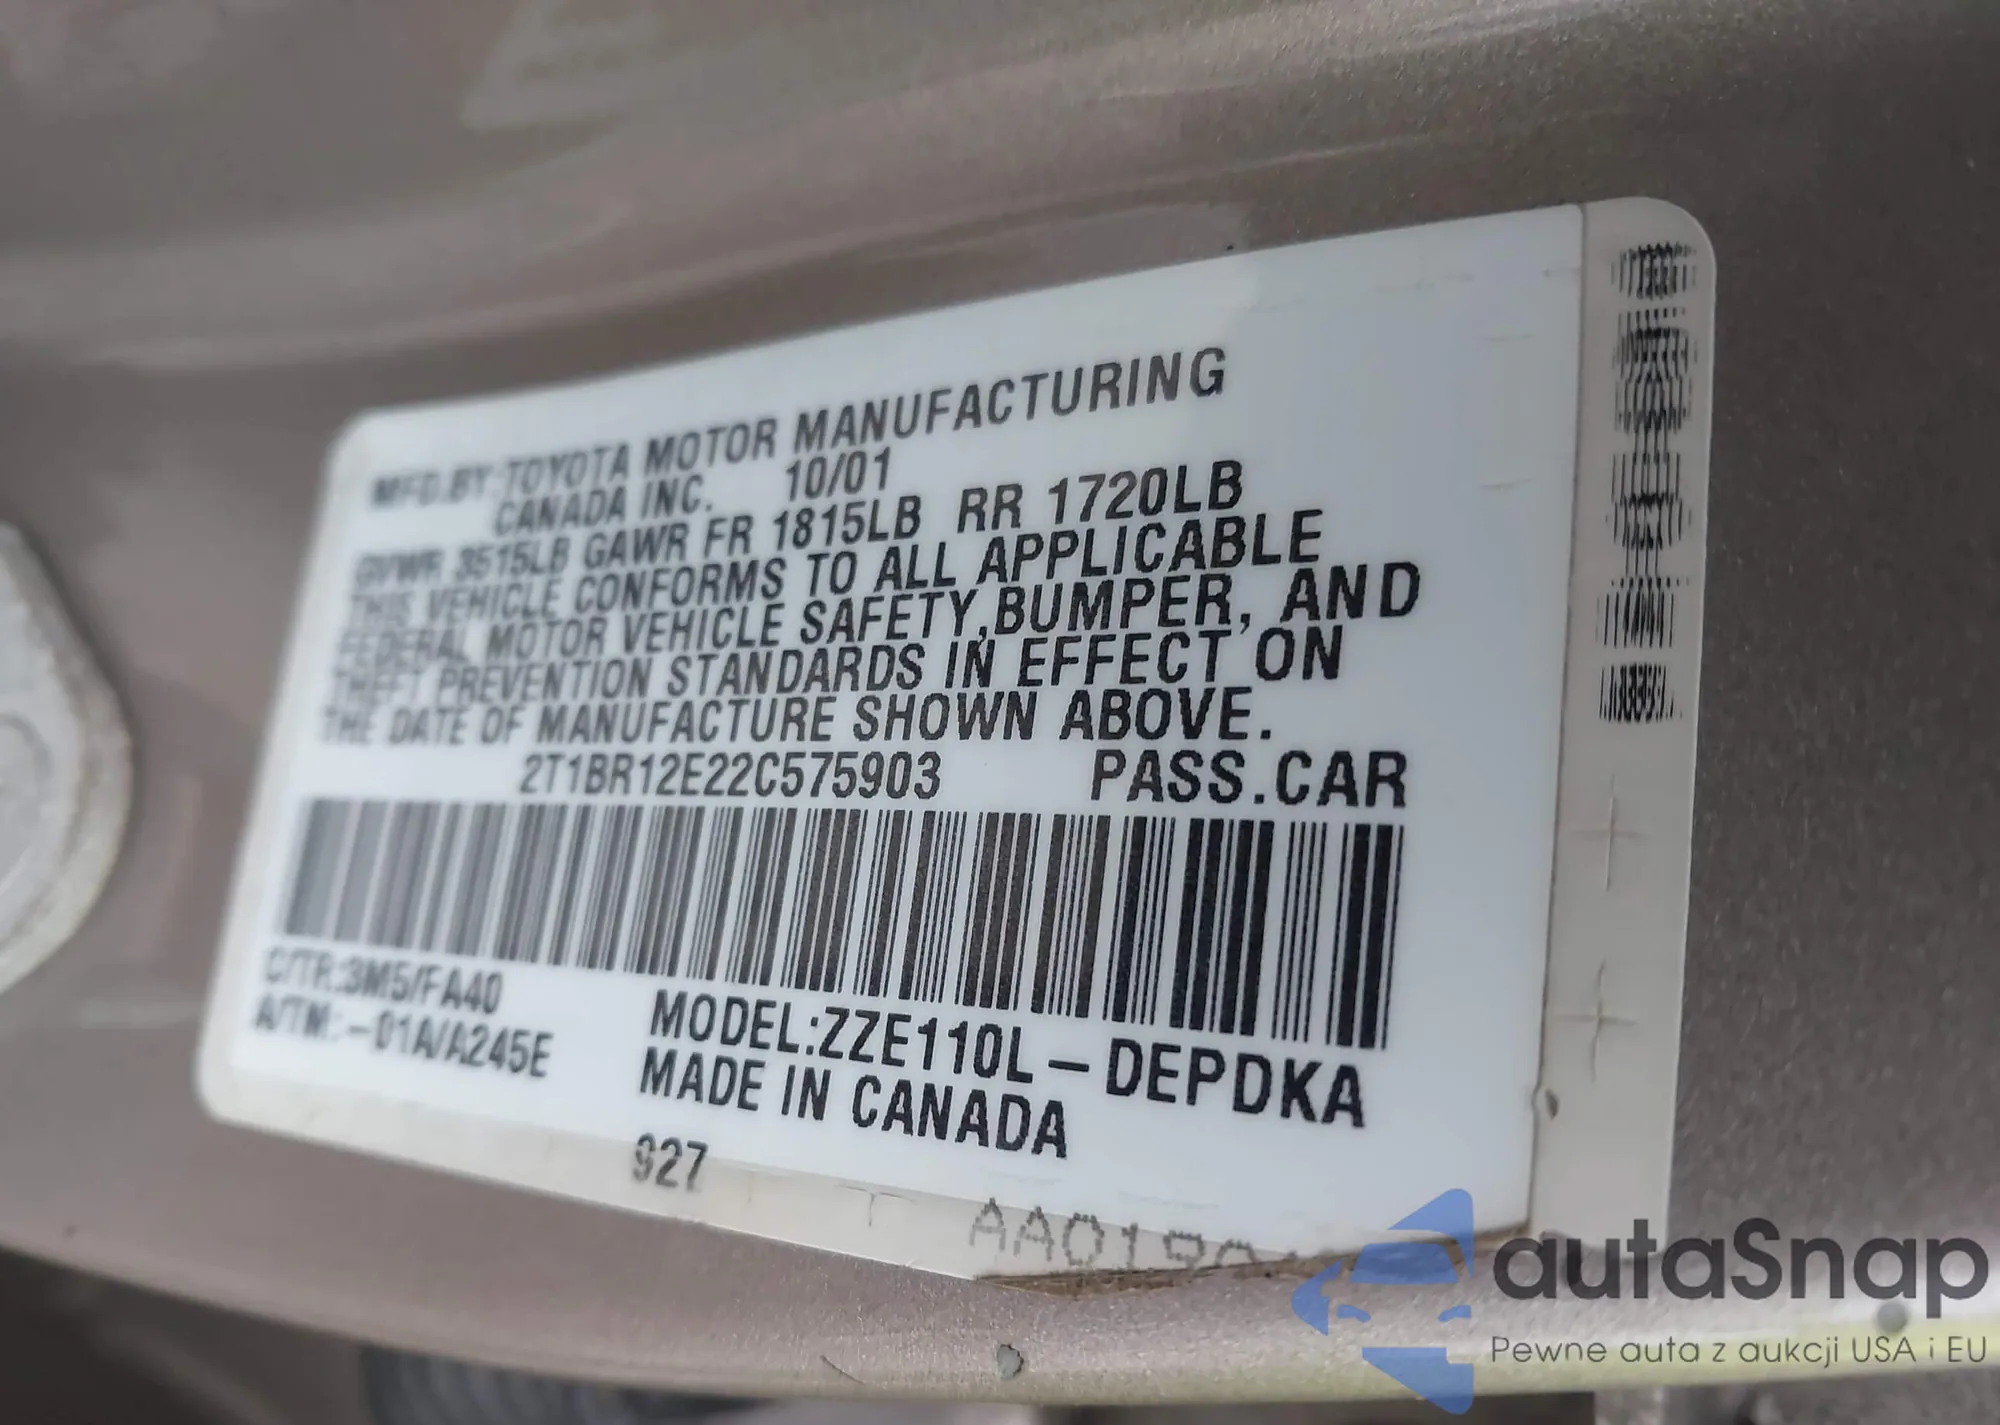 MFD.BY:TOYOTA MOTOR MANUFACTURING
CANADA INC. 10/01
GVWR 3515LB GAWR FR 1815LB RR 1720LB
THIS VEHICLE CONFORMS TO ALL APPLICABLE
FEDERAL MOTOR VEHICLE SAFETY,BUMPER, AND
THEFT PREVENTION STANDARDS IN EFFECT ON
THE DATE OF MANUFACTURE SHOWN ABOVE.
2T1BR12E22C575903 PASS.CAR
C/TR:3M5/FA40
A/TM:-01A/A245E
MODEL:ZZE110L-DEPDKA
MADE IN CANADA
927
autaSnap
Pewne auta z aukcji USA i EU